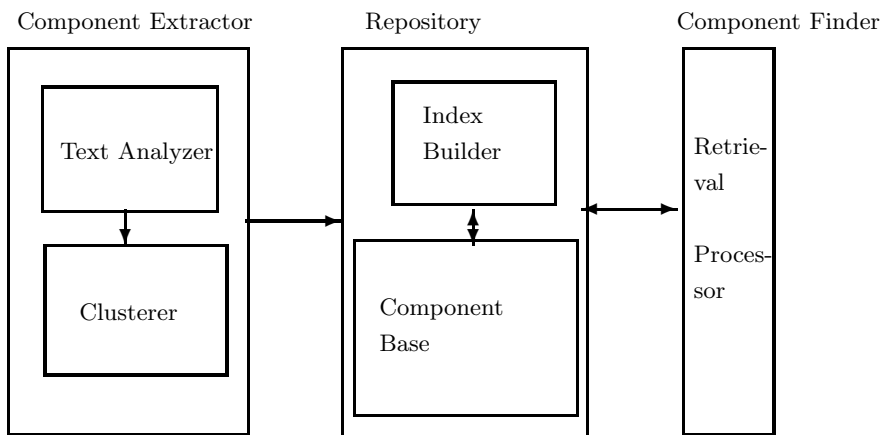 Component Extractor
Repository
Component Finder
Text Analyzer
Clusterer
Index
Builder
Component
Base
Retrie-
val
Proces-
sor